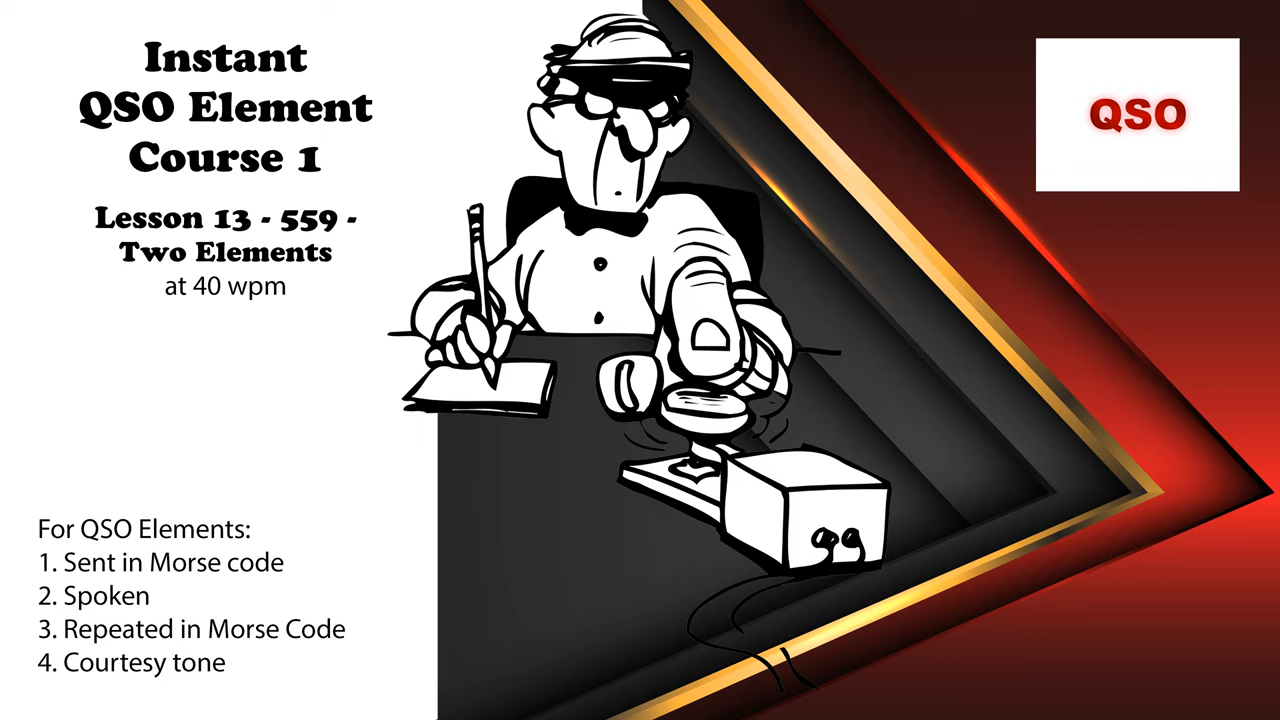 Instant
QSO Element
Course 1
Lesson 13 - 559 -
Two Elements
at 40 wpm
QSO
For QSO Elements:
1. Sent in Morse code
2. Spoken
3. Repeated in Morse Code
4. Courtesy tone